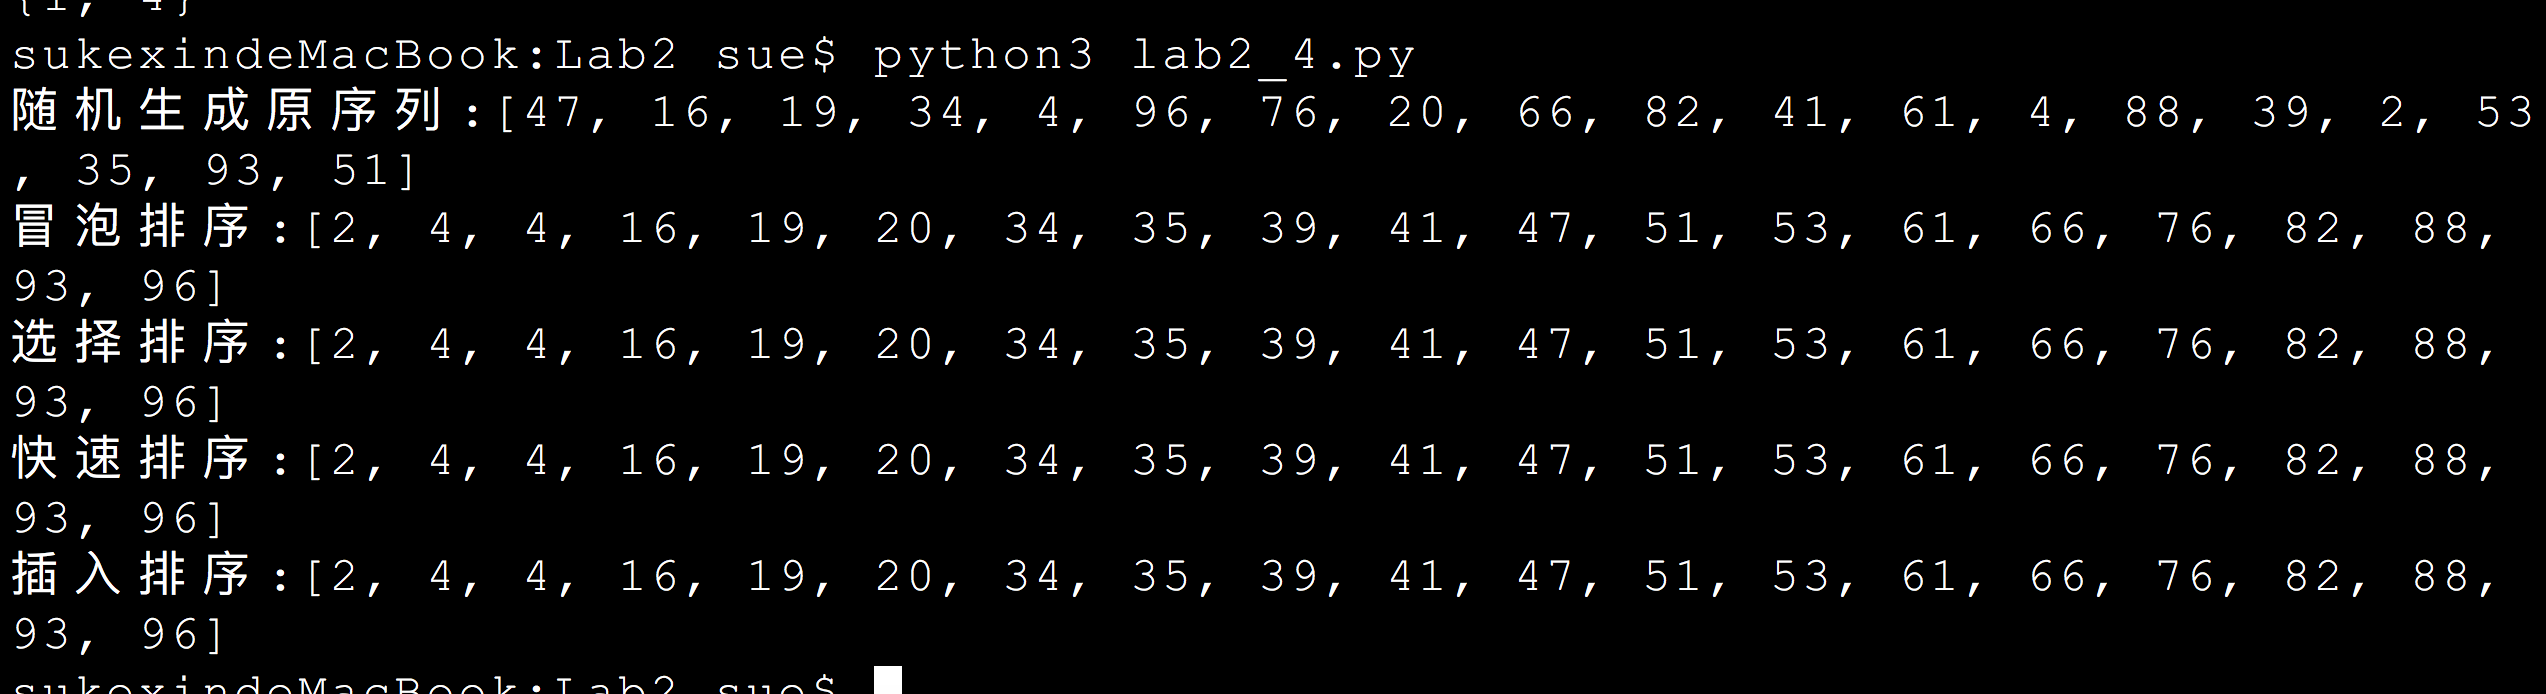 {1, 4}
sukexindeMacBook:Lab2 sue$ python3 lab2_4.py
随机生成原序列:[47, 16, 19, 34, 4, 96, 76, 20, 66, 82, 41, 61, 4, 88, 39, 2, 53
, 35, 93, 51]
冒泡排序:[2, 4, 4, 16, 19, 20, 34, 35, 39, 41, 47, 51, 53, 61, 66, 76, 82, 88,
93, 96]
选择排序:[2, 4, 4, 16, 19, 20, 34, 35, 39, 41, 47, 51, 53, 61, 66, 76, 82, 88,
93, 96]
快速排序:[2, 4, 4, 16, 19, 20, 34, 35, 39, 41, 47, 51, 53, 61, 66, 76, 82, 88,
93, 96]
插入排序:[2, 4, 4, 16, 19, 20, 34, 35, 39, 41, 47, 51, 53, 61, 66, 76, 82, 88,
93, 96]
sukexindeMacBook:Lab2 sue$